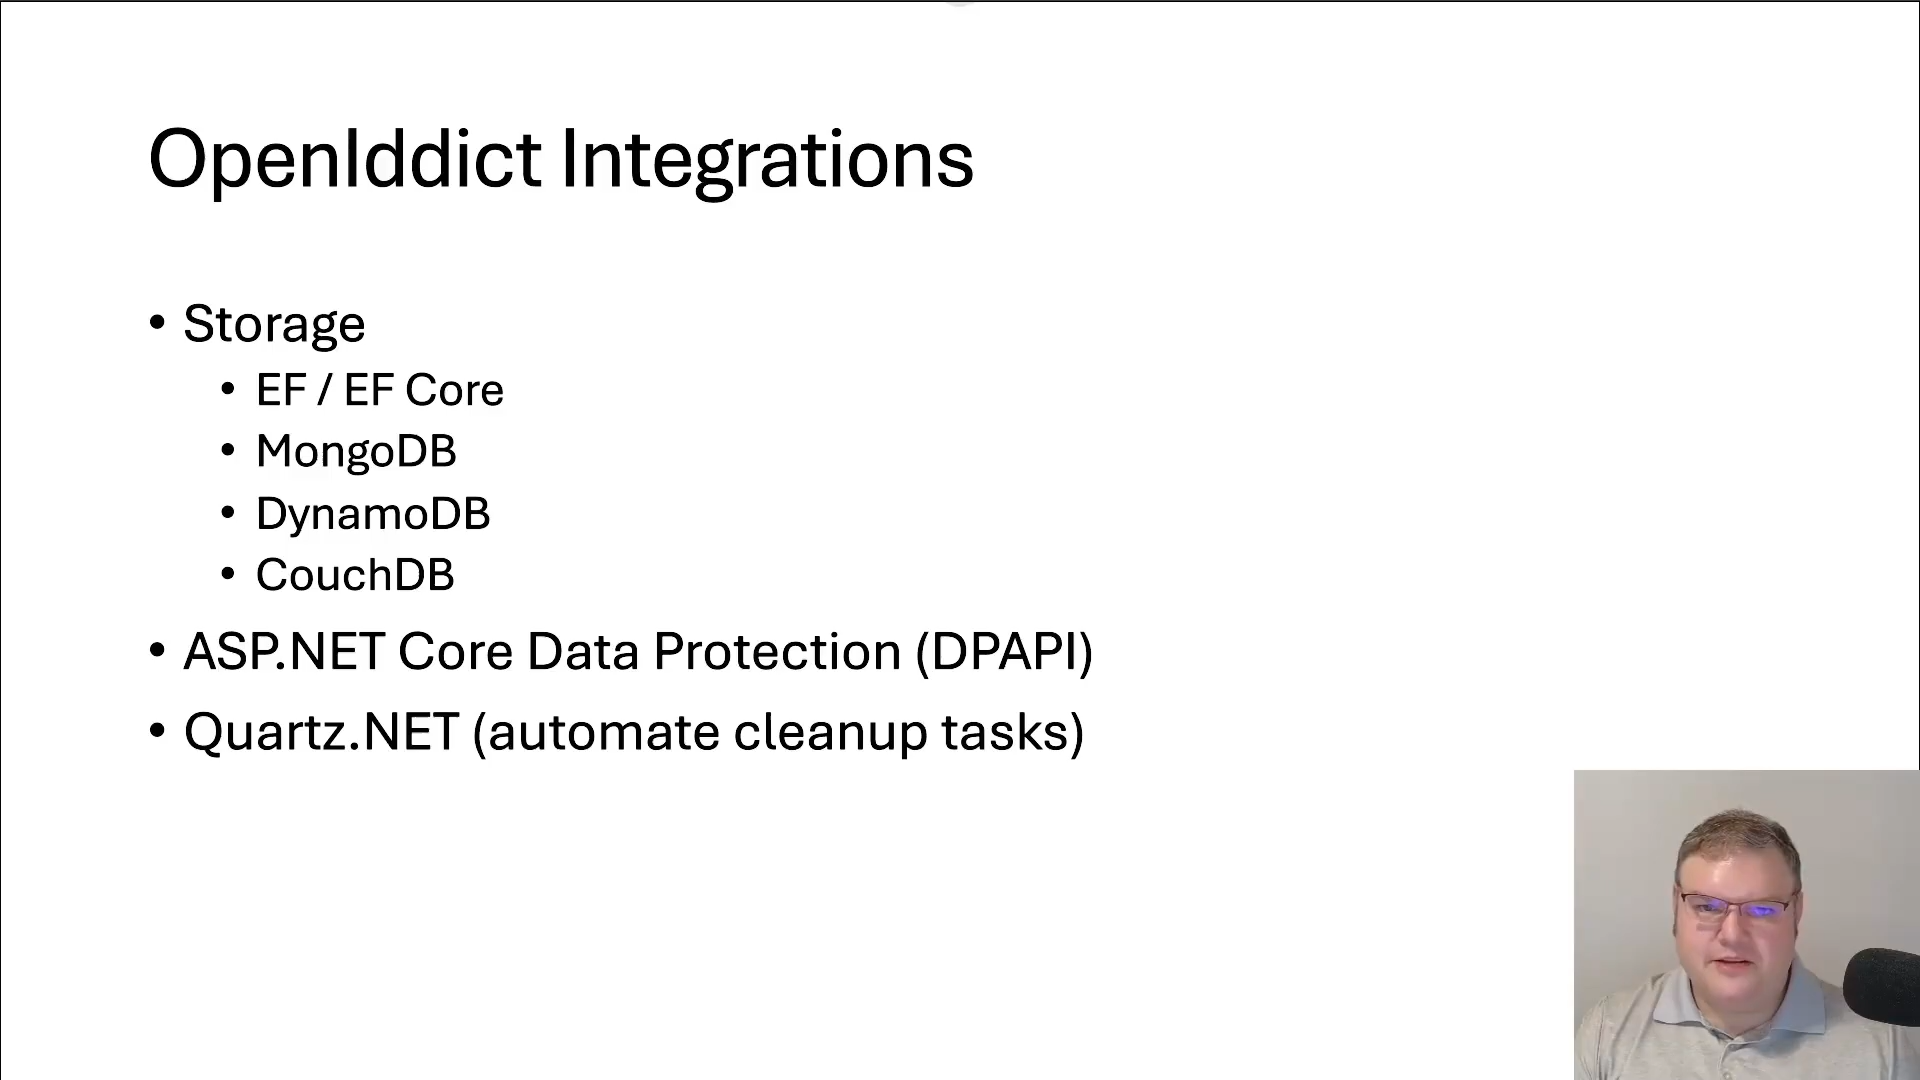 OpenIddict Integrations
• Storage
• EF / EF Core
• MongoDB
• DynamoDB
• CouchDB
• ASP.NET Core Data Protection (DPAPI)
• Quartz.NET (automate cleanup tasks)